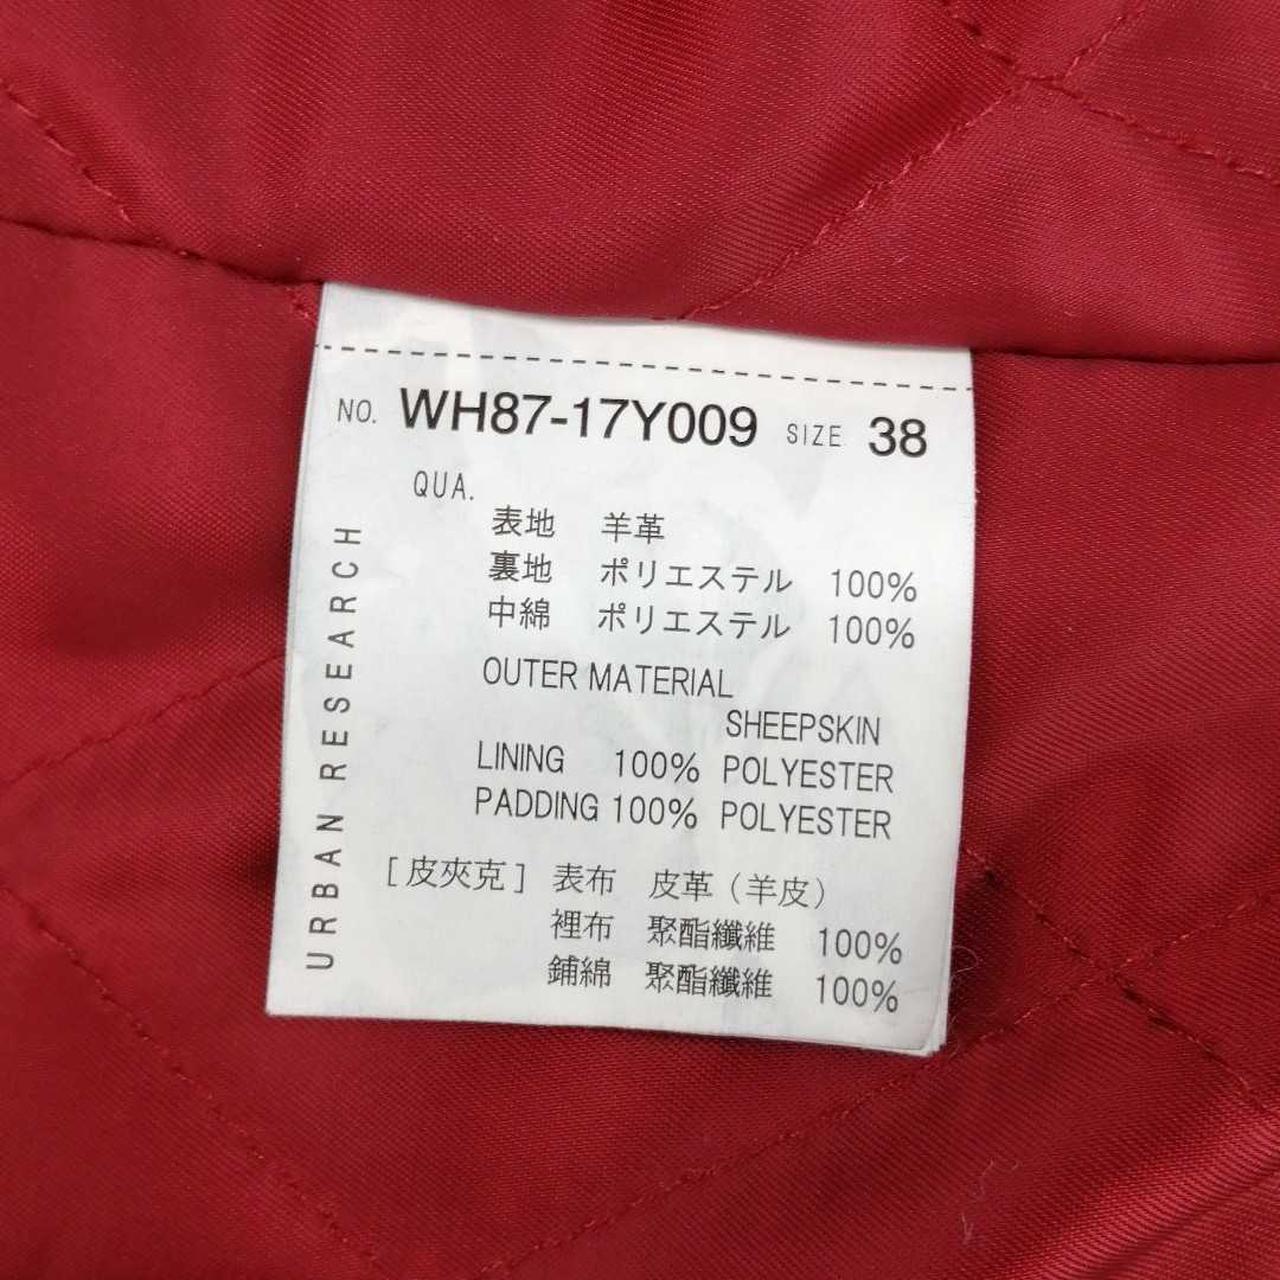 NO. WH87-17Y009 SIZE 38
QUA.
表地 羊革
裏地 ポリエステル 100%
中綿 ポリエステル 100%
OUTER MATERIAL
SHEEPSKIN
LINING 100% POLYESTER
PADDING 100% POLYESTER
[皮夾克] 表布 皮革(羊皮)
裡布 聚酯纖維 100%
鋪綿 聚酯纖維 100%
URBAN RESEARCH